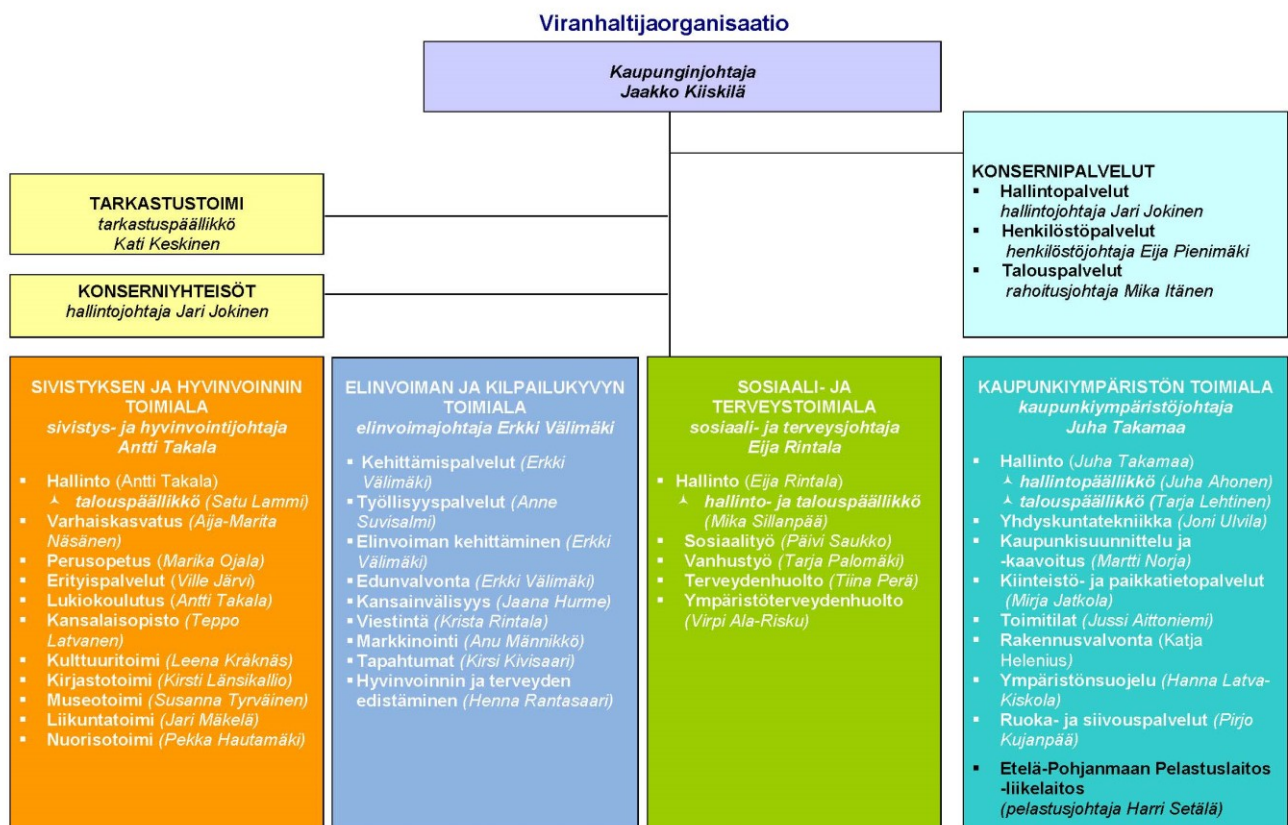 Viranhaltijaorganisaatio
Kaupunginjohtaja
Jaakko Kiiskilä
TARKASTUSTOIMI
tarkastuspäällikkö
Kati Keskinen
KONSERNIYHTEISÖT
hallintojohtaja Jari Jokinen
KONSERNIPALVELUT
▪ Hallintopalvelut
hallintojohtaja Jari Jokinen
▪ Henkilöstöpalvelut
henkilöstöjohtaja Eija Pienimäki
▪ Talouspalvelut
rahoitusjohtaja Mika Itänen
SIVISTYKSEN JA HYVINVOINNIN
TOIMIALA
sivistys- ja hyvinvointijohtaja
Antti Takala
▪ Hallinto (Antti Takala)
⋏ talouspäällikkö (Satu Lammi)
▪ Varhaiskasvatus (Aija-Marita
Näsänen)
▪ Perusopetus (Marika Ojala)
▪ Erityispalvelut (Ville Järvi)
▪ Lukiokoulutus (Antti Takala)
▪ Kansalaisopisto (Teppo
Latvanen)
▪ Kulttuuritoimi (Leena Kråknäs)
▪ Kirjastotoimi (Kirsti Länsikallio)
▪ Museotoimi (Susanna Tyrväinen)
▪ Liikuntatoimi (Jari Mäkelä)
▪ Nuorisotoimi (Pekka Hautamäki)
ELINVOIMAN JA KILPAILUKYVYN
TOIMIALA
elinvoimajohtaja Erkki Välimäki
▪ Kehittämispalvelut (Erkki
Välimäki)
▪ Työllisyyspalvelut (Anne
Suvisalmi)
▪ Elinvoiman kehittäminen (Erkki
Välimäki)
▪ Edunvalvonta (Erkki Välimäki)
▪ Kansainvälisyys (Jaana Hurme)
▪ Viestintä (Krista Rintala)
▪ Markkinointi (Anu Männikkö)
▪ Tapahtumat (Kirsi Kivisaari)
▪ Hyvinvoinnin ja terveyden
edistäminen (Henna Rantasaari)
SOSIAALI- JA
TERVEYSTOIMIALA
sosiaali- ja terveysjohtaja
Eija Rintala
▪ Hallinto (Eija Rintala)
⋏ hallinto- ja talouspäällikkö
(Mika Sillanpää)
▪ Sosiaalityö (Päivi Saukko)
▪ Vanhustyö (Tarja Palomäki)
▪ Terveydenhuolto (Tiina Perä)
▪ Ympäristöterveydenhuolto
(Virpi Ala-Risku)
KAUPUNKIYMPÄRISTÖN TOIMIALA
kaupunkiympäristöjohtaja
Juha Takamaa
▪ Hallinto (Juha Takamaa)
⋏ hallintopäällikkö (Juha Ahonen)
⋏ talouspäällikkö (Tarja Lehtinen)
▪ Yhdyskuntatekniikka (Joni Ulvila)
▪ Kaupunkisuunnittelu ja
-kaavoitus (Martti Norja)
▪ Kiinteistö- ja paikkatietopalvelut
(Mirja Jatkola)
▪ Toimitilat (Jussi Aittoniemi)
▪ Rakennusvalvonta (Katja
Helenius)
▪ Ympäristönsuojelu (Hanna Latva-
Kiskola)
▪ Ruoka- ja siivouspalvelut (Pirjo
Kujanpää)
▪ Etelä-Pohjanmaan Pelastuslaitos
-liikelaitos
(pelastusjohtaja Harri Setälä)